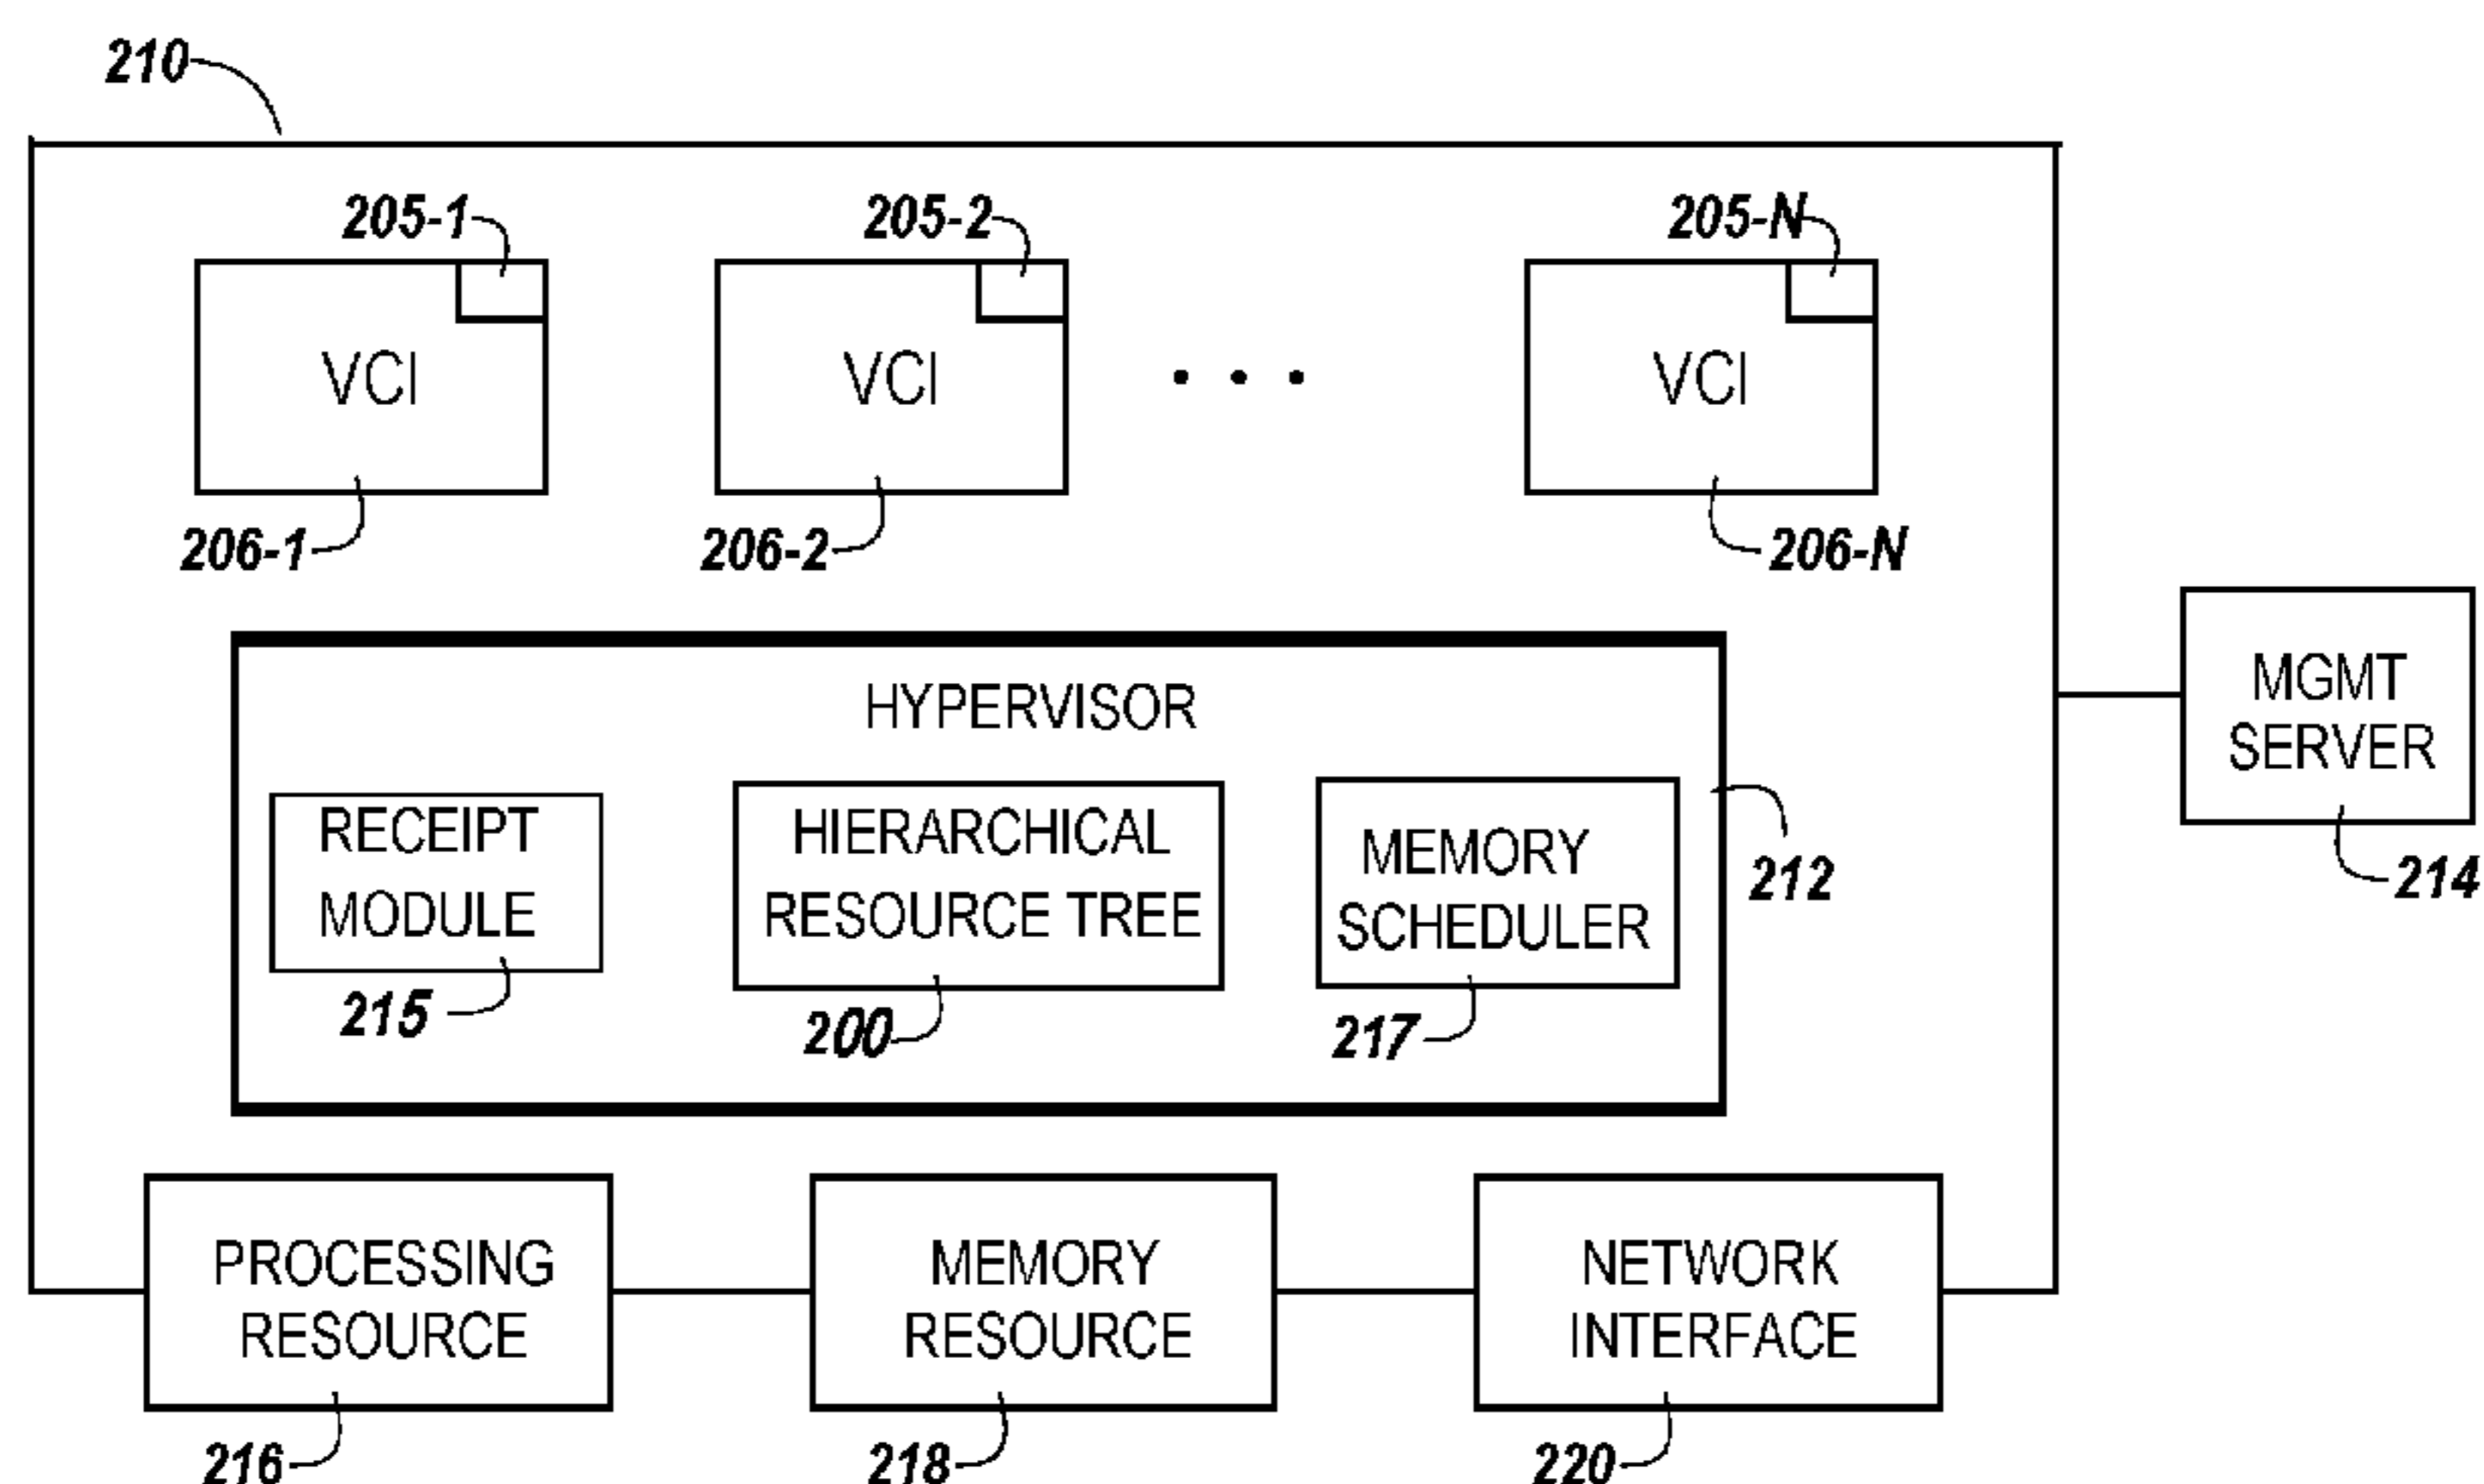 210
205-1 205-2 205-N
VCI VCI VCI
206-1 206-2 206-N
HYPERVISOR
RECEIPT
MODULE
215
HIERARCHICAL
RESOURCE TREE
200
MEMORY
SCHEDULER
217
212
MGMT
SERVER
214
PROCESSING
RESOURCE
216
MEMORY
RESOURCE
218
NETWORK
INTERFACE
220